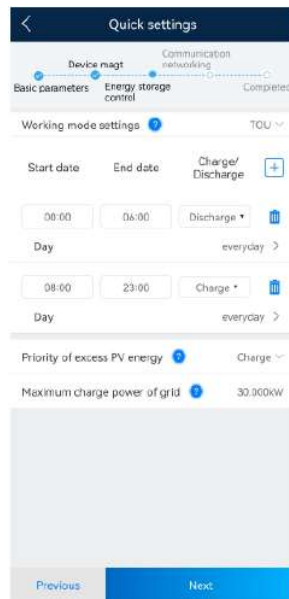 Quick settings
Communication
Device magt networking
Basic parameters Energy storage Completed
control
Working mode settings ? TOU
Start date End date Charge/
Discharge
00:00 06:00 Discharge
Day everyday
08:00 23:00 Charge
Day everyday
Priority of excess PV energy ? Charge
Maximum charge power of grid ? 30.000kW
Previous Next